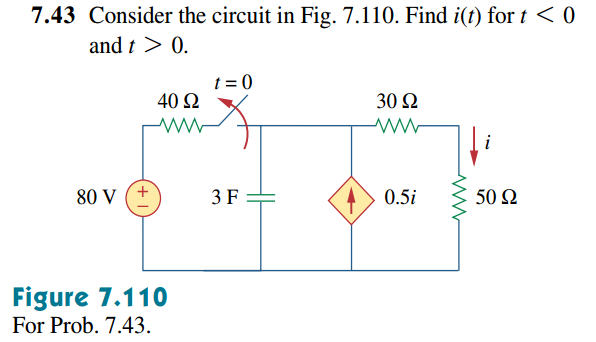 7.43 Consider the circuit in Fig. 7.110. Find i(t) for t < 0
and t > 0.
t = 0
40 Ω
30 Ω
i
80 V
+
−
3 F
0.5i
50 Ω
Figure 7.110
For Prob. 7.43.